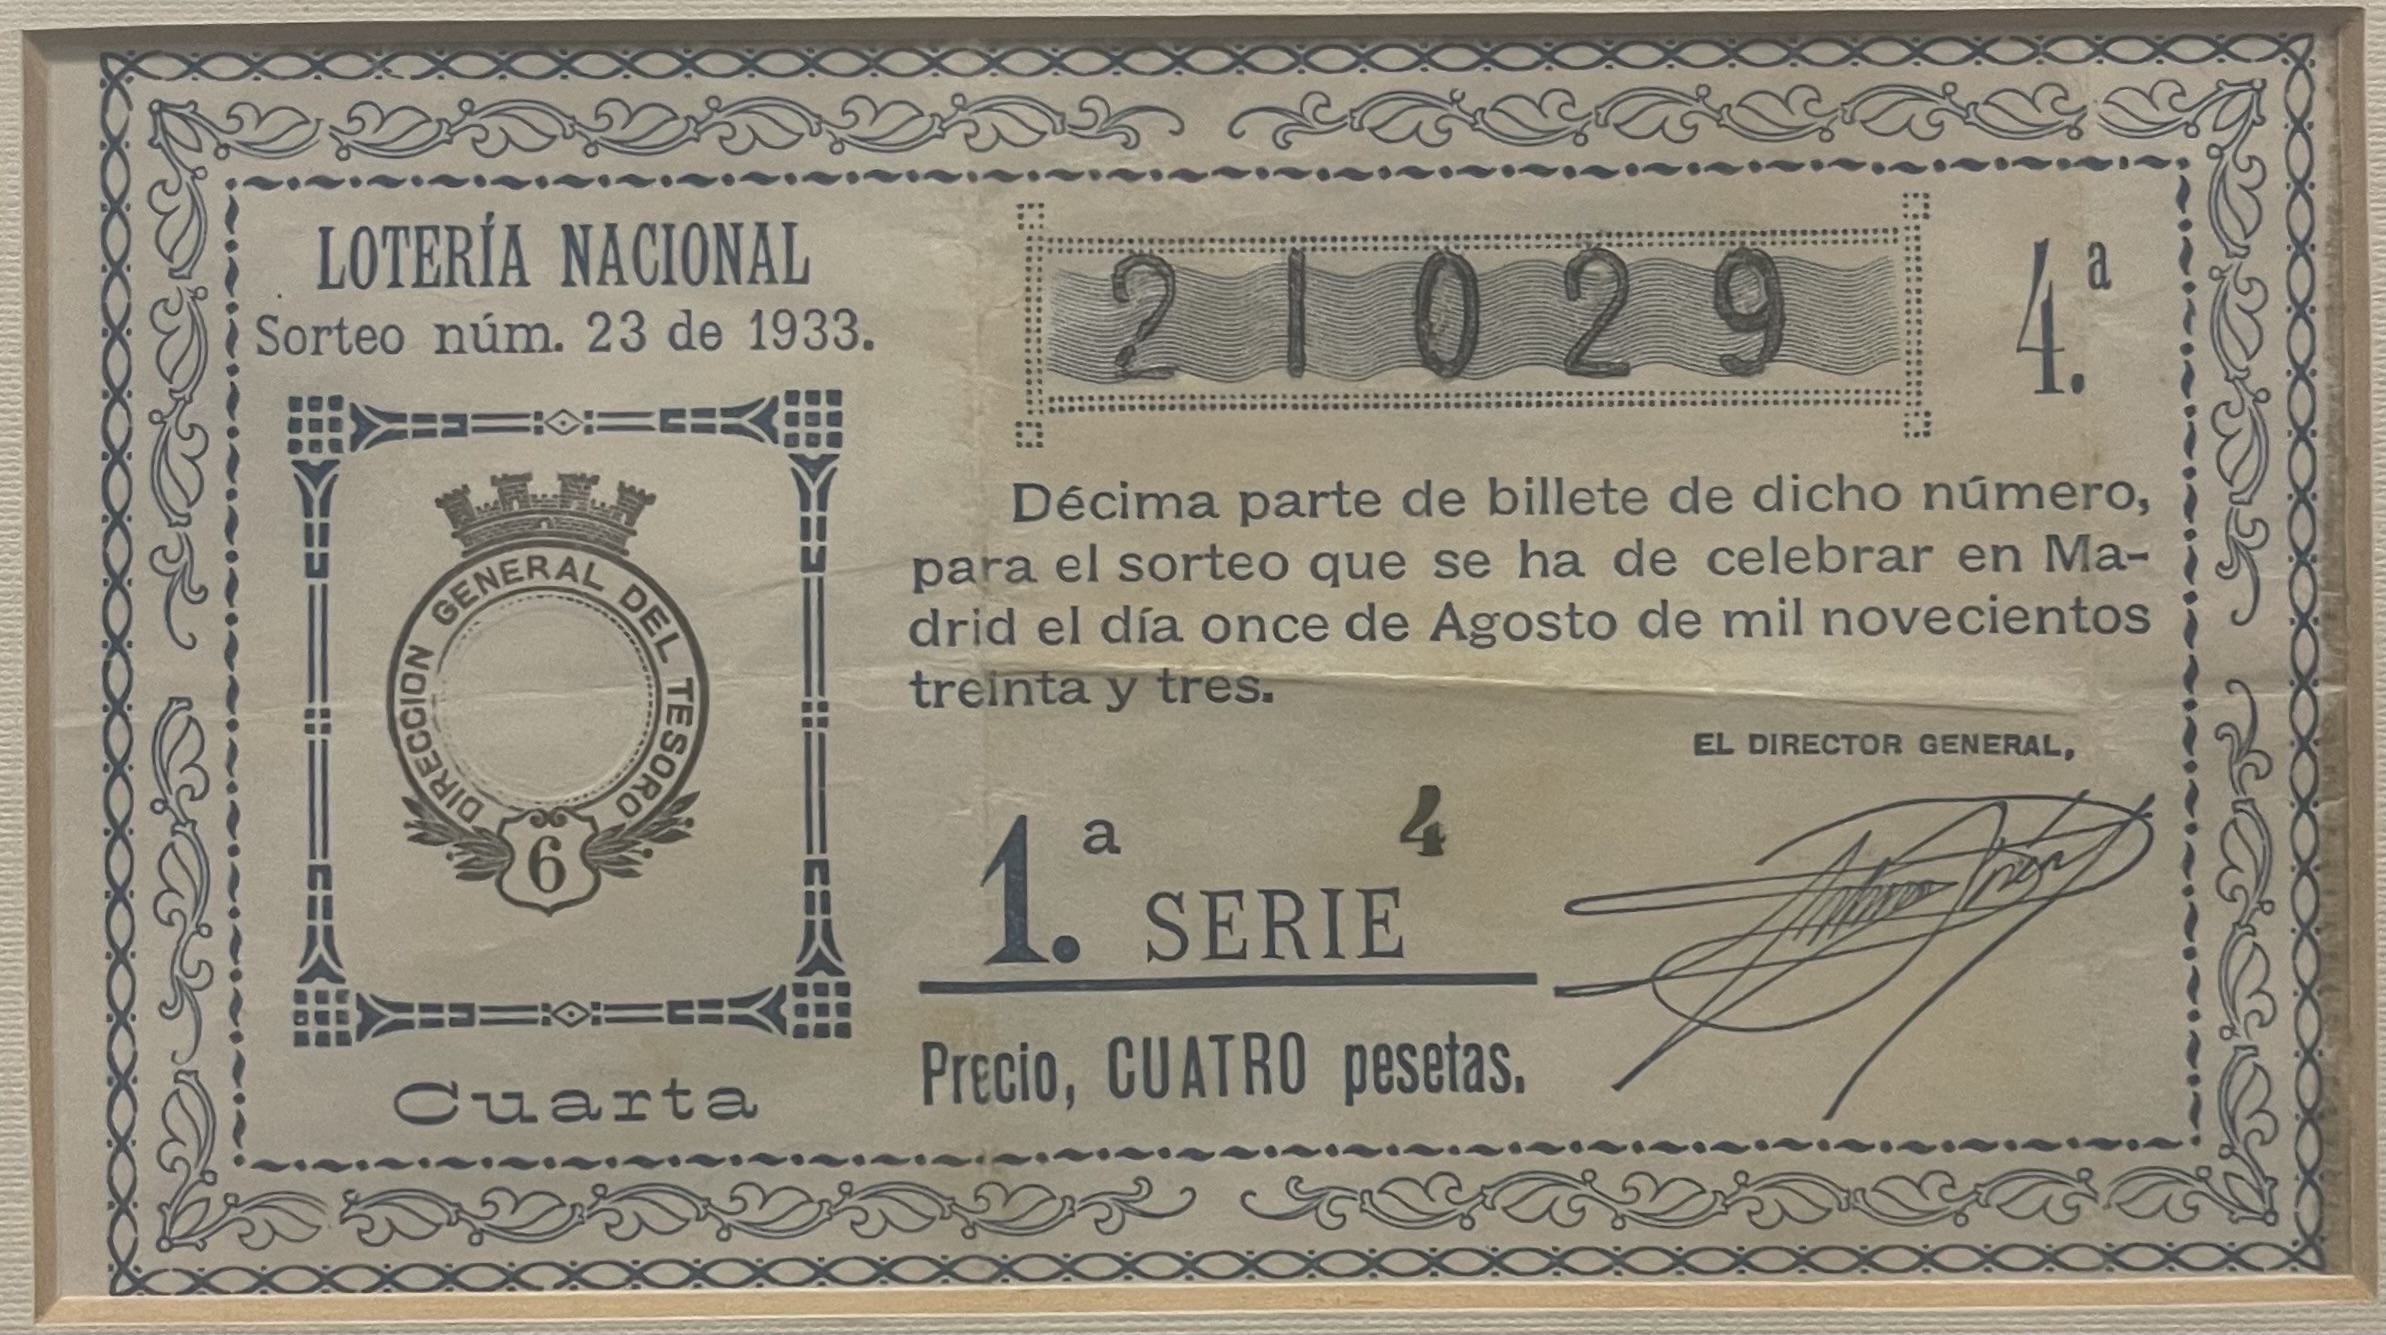 LOTERÍA NACIONAL
Sorteo núm. 23 de 1933.
21029
4.ª
DIRECCION GENERAL DEL TESORO
6
Cuarta
Décima parte de billete de dicho número,
para el sorteo que se ha de celebrar en Ma-
drid el día once de Agosto de mil novecientos
treinta y tres.
EL DIRECTOR GENERAL,
4
1.ª SERIE
Precio, CUATRO pesetas.